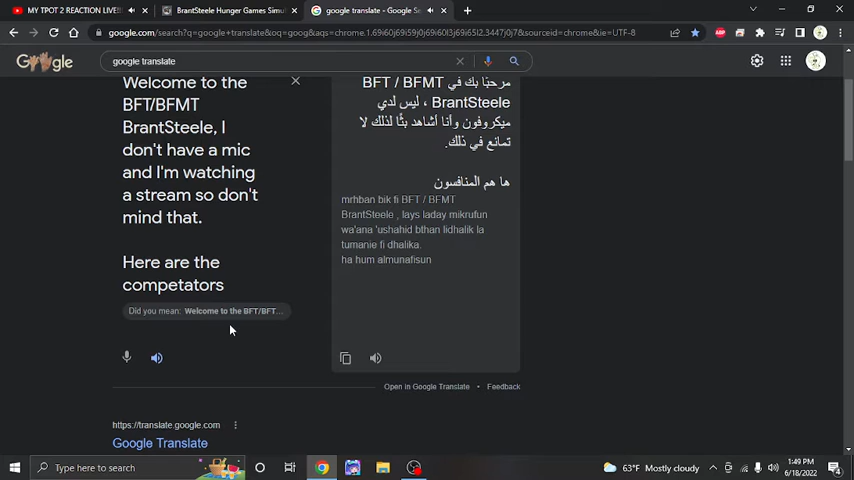 MY TPOT 2 REACTION LIVE!!
BrantSteele Hunger Games Simul
google translate - Google Se
google.com/search?q=google+translate&oq=goog&aqs=chrome.1.69i60j69i59j0i69i60l3.3447j0j7&sourceid=chrome&ie=UTF-8
google translate
Welcome to the
BFT/BFMT
BrantSteele, I
don't have a mic
and I'm watching
a stream so don't
mind that.
Here are the
competators
Did you mean: Welcome to the BFT/BFT...
مرحبًا بك في BFT / BFMT
BrantSteele ، ليس لدي
ميكروفون وأنا أشاهد بثًا لذلك لا
تمانع في ذلك.
ها هم المنافسون
mrhban bik fi BFT / BFMT
BrantSteele , lays laday mikrufun
wa'ana 'ushahid bthan lidhalik la
tumanie fi dhalika.
ha hum almunafisun
Open in Google Translate • Feedback
https://translate.google.com
Google Translate
Type here to search
63°F Mostly cloudy
1:49 PM
6/18/2022
4